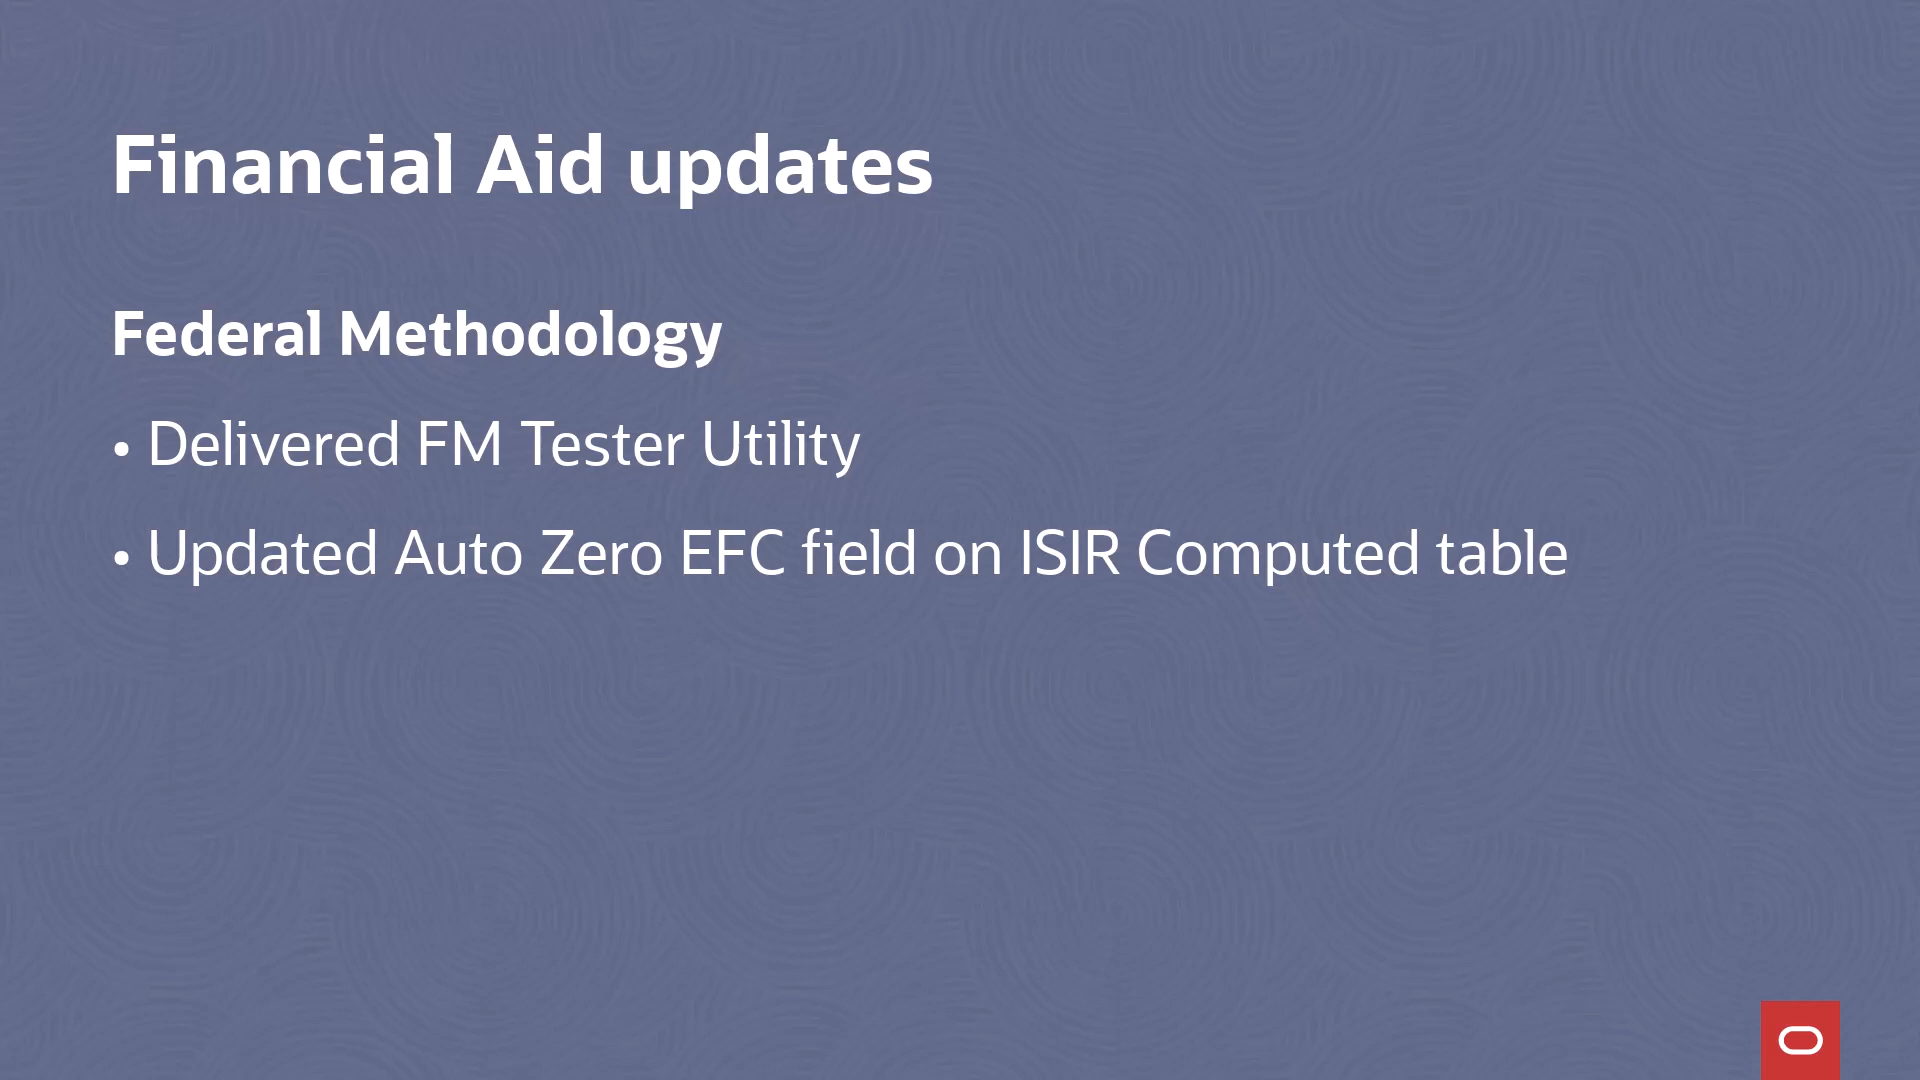 Financial Aid updates
Federal Methodology
• Delivered FM Tester Utility
• Updated Auto Zero EFC field on ISIR Computed table